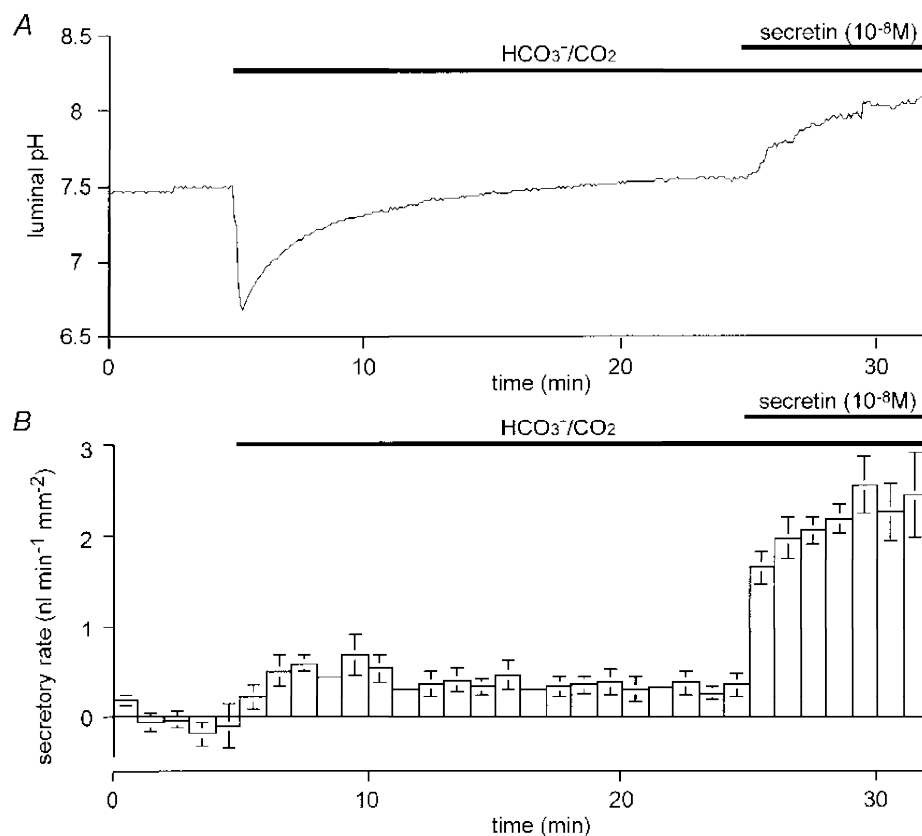 A
secretin (10⁻⁸M)
HCO₃⁻/CO₂
luminal pH
8.5
8
7.5
7
6.5
0 10 20 30
time (min)
B
secretin (10⁻⁸M)
HCO₃⁻/CO₂
secretory rate (nl min⁻¹ mm⁻²)
3
2
1
0
0 10 20 30
time (min)